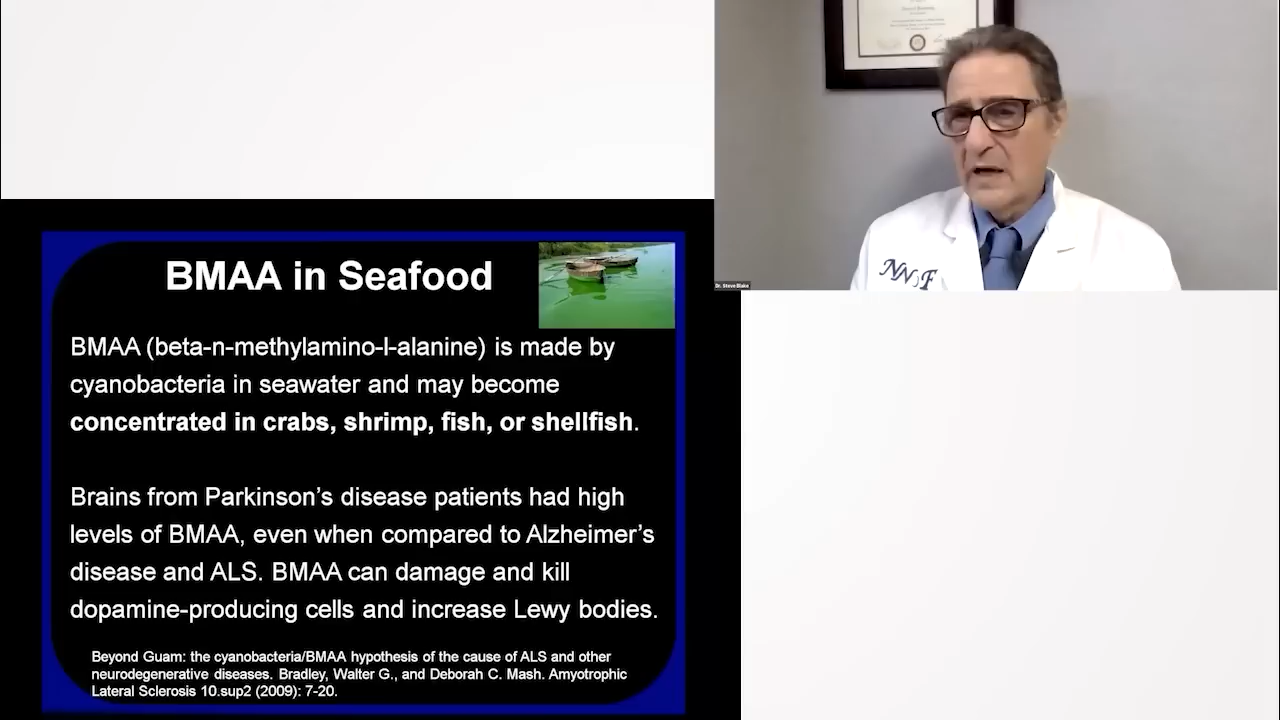 BMAA in Seafood
BMAA (beta-n-methylamino-l-alanine) is made by
cyanobacteria in seawater and may become
concentrated in crabs, shrimp, fish, or shellfish.
Brains from Parkinson's disease patients had high
levels of BMAA, even when compared to Alzheimer's
disease and ALS. BMAA can damage and kill
dopamine-producing cells and increase Lewy bodies.
Beyond Guam: the cyanobacteria/BMAA hypothesis of the cause of ALS and other
neurodegenerative diseases. Bradley, Walter G., and Deborah C. Mash. Amyotrophic
Lateral Sclerosis 10.sup2 (2009): 7-20.
Dr. Steve Blake